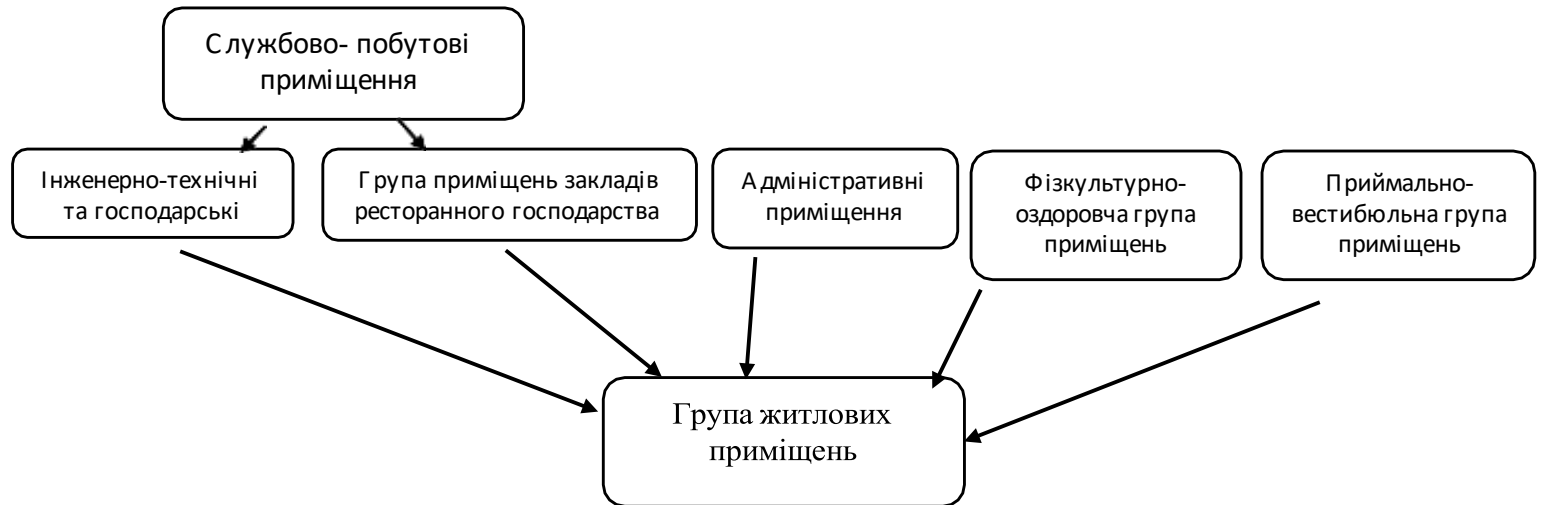 Службово- побутові
приміщення
Інженерно-технічні
та господарські
Група приміщень закладів
ресторанного господарства
Адміністративні
приміщення
Фізкультурно-
оздоровча група
приміщень
Приймально-
вестибюльна група
приміщень
Група житлових
приміщень